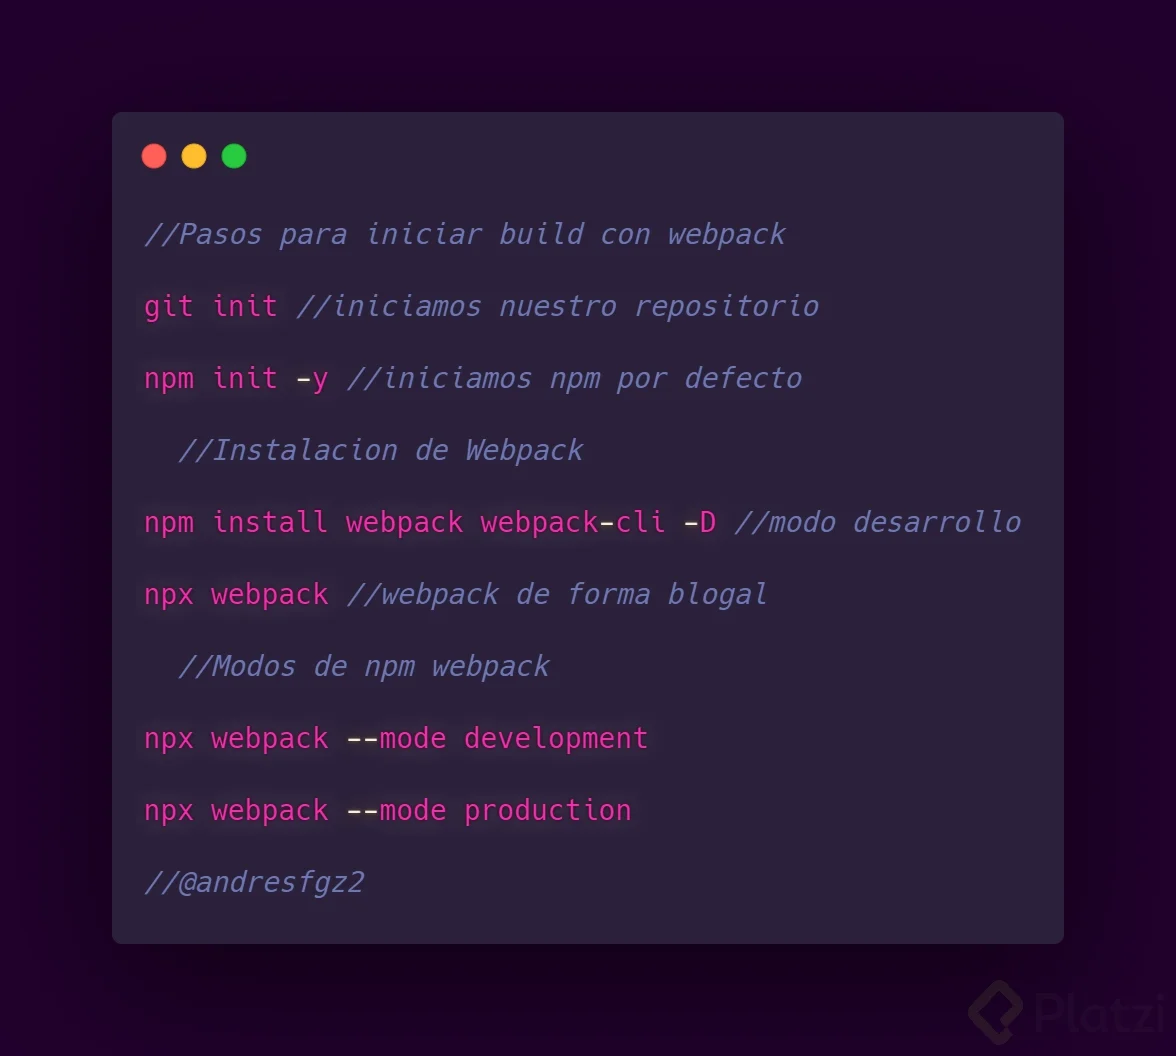 //Pasos para iniciar build con webpack
git init //iniciamos nuestro repositorio
npm init -y //iniciamos npm por defecto
//Instalacion de Webpack
npm install webpack webpack-cli -D //modo desarrollo
npx webpack //webpack de forma blogal
//Modos de npm webpack
npx webpack --mode development
npx webpack --mode production
//@andresfgz2
Platzi